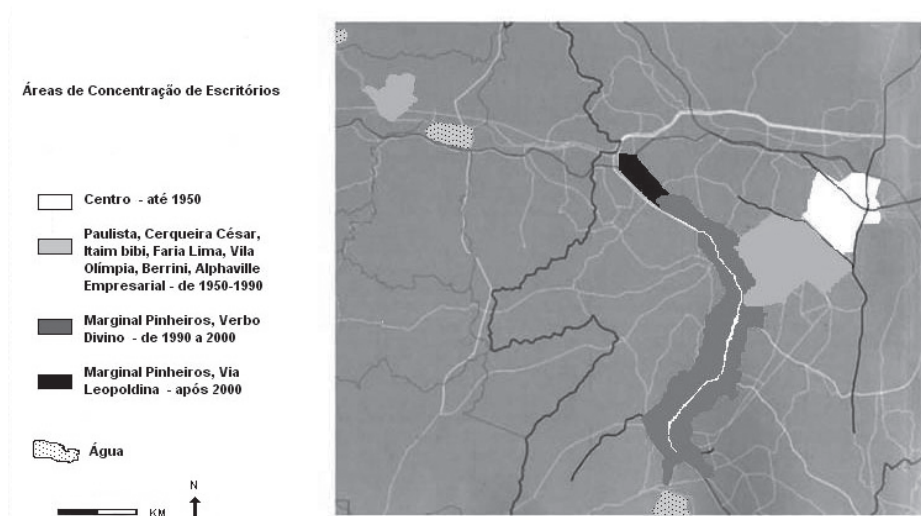 Áreas de Concentração de Escritórios
Centro - até 1950
Paulista, Cerqueira César,
Itaim bibi, Faria Lima, Vila
Olímpia, Berrini, Alphaville
Empresarial - de 1950-1990
Marginal Pinheiros, Verbo
Divino - de 1990 a 2000
Marginal Pinheiros, Via
Leopoldina - após 2000
Água
N
KM